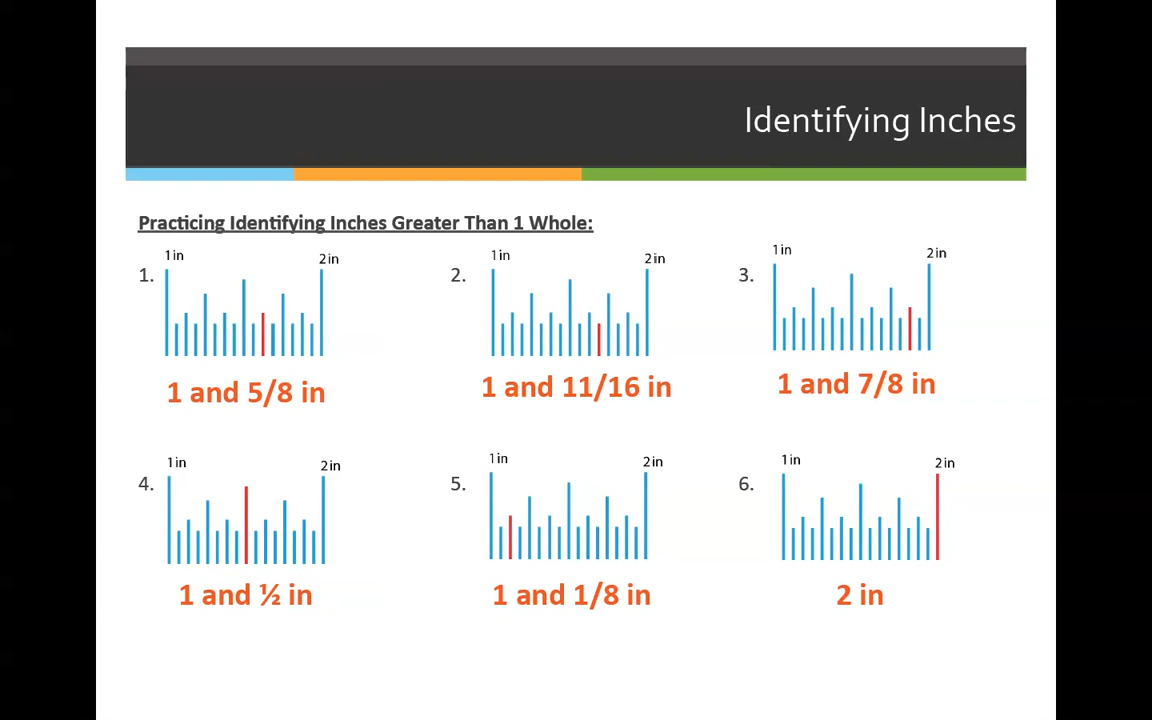 Identifying Inches
Practicing Identifying Inches Greater Than 1 Whole:
1.
1 in
2 in
1 and 5/8 in
2.
1 in
2 in
1 and 11/16 in
3.
1 in
2 in
1 and 7/8 in
4.
1 in
2 in
1 and ½ in
5.
1 in
2 in
1 and 1/8 in
6.
1 in
2 in
2 in